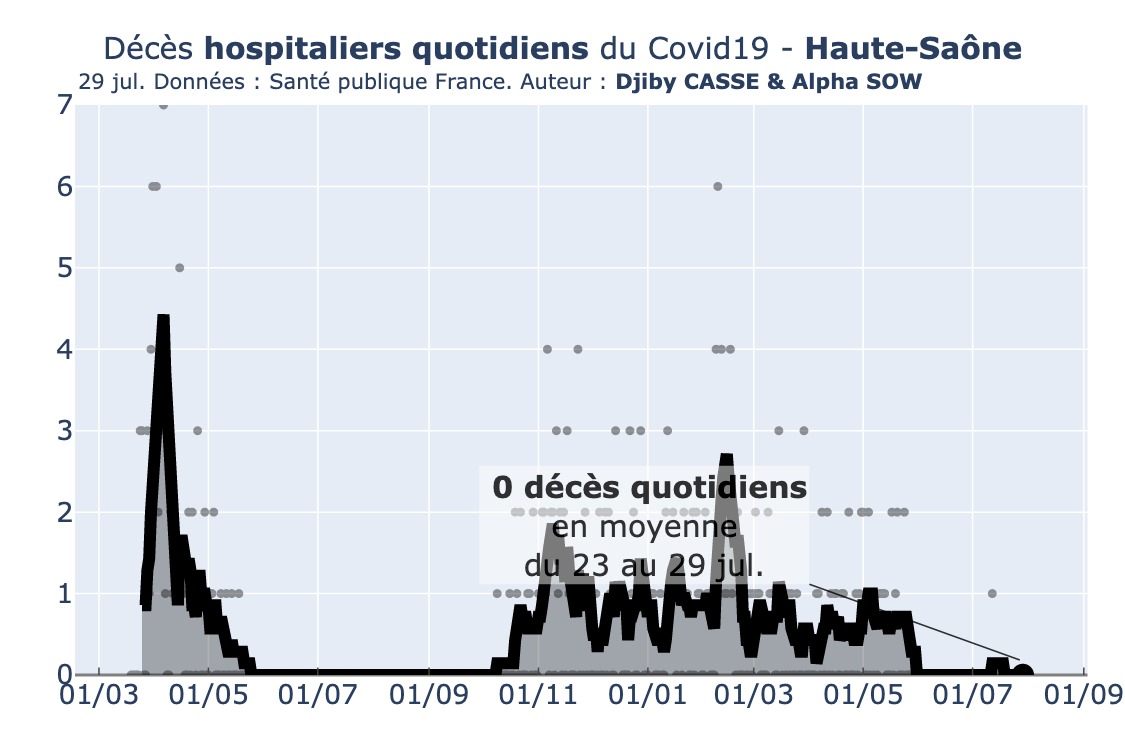 Décès hospitaliers quotidiens du Covid19 - Haute-Saône
29 jul. Données : Santé publique France. Auteur : Djiby CASSE & Alpha SOW
7
6
5
4
3
2
1
0
0 décès quotidiens
en moyenne
du 23 au 29 jul.
01/03 01/05 01/07 01/09 01/11 01/01 01/03 01/05 01/07 01/09